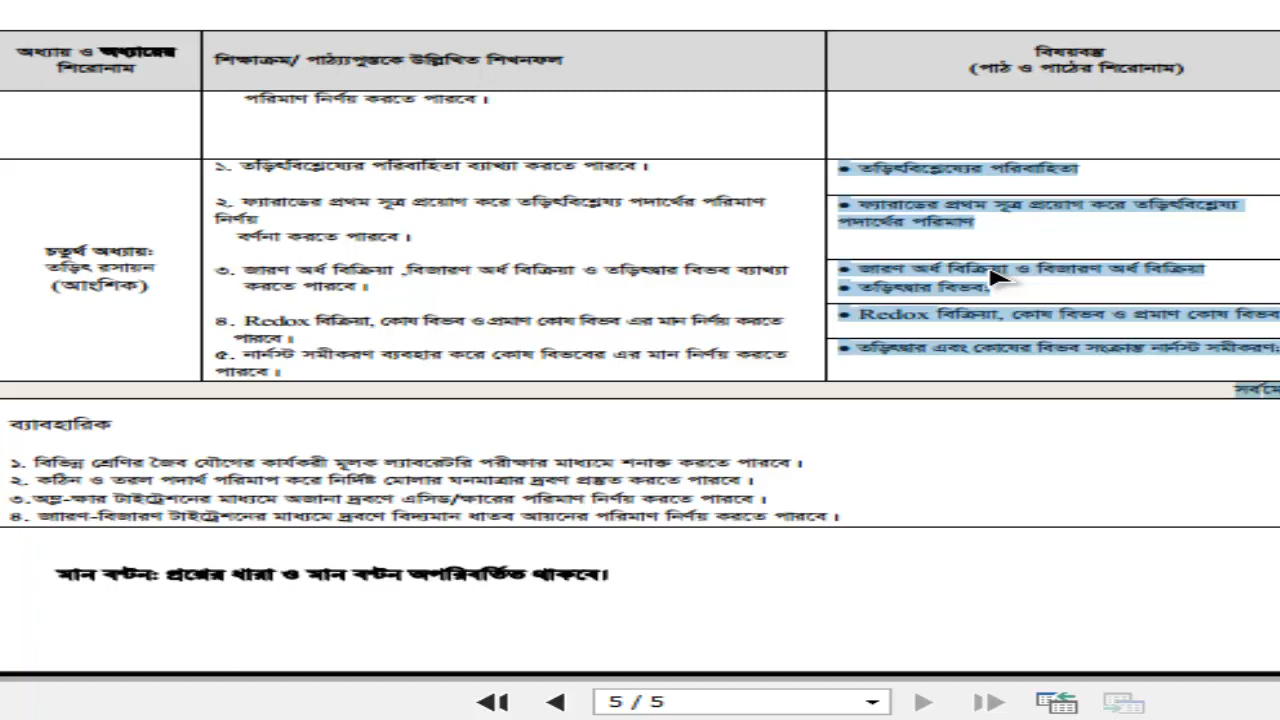 অধ্যায় ও অধ্যায়ের
শিরোনাম
শিক্ষাক্রম/ পাঠ্যপুস্তকে উল্লিখিত শিখনফল
বিষয়বস্তু
(পাঠ ও পাঠের শিরোনাম)
পরিমাণ নির্ণয় করতে পারবে ।
চতুর্থ অধ্যায়:
তড়িৎ রসায়ন
(আংশিক)
১. তড়িৎবিশ্লেষ্যের পরিবাহিতা ব্যাখ্যা করতে পারবে ।
২. ফ্যারাডের প্রথম সূত্র প্রয়োগ করে তড়িৎবিশ্লেষ্য পদার্থের পরিমাণ
নির্ণয়
বর্ণনা করতে পারবে ।
৩. জারণ অর্ধ বিক্রিয়া ,বিজারণ অর্ধ বিক্রিয়া ও তড়িৎদ্বার বিভব ব্যাখ্যা
করতে পারবে ।
৪. Redox বিক্রিয়া, কোষ বিভব ও প্রমাণ কোষ বিভব এর মান নির্ণয় করতে
পারবে ।
৫. নার্নস্ট সমীকরণ ব্যবহার করে কোষ বিভবের এর মান নির্ণয় করতে
পারবে ।
• তড়িৎবিশ্লেষ্যের পরিবাহিতা
• ফ্যারাডের প্রথম সূত্র প্রয়োগ করে তড়িৎবিশ্লেষ্য
পদার্থের পরিমাণ
• জারণ অর্ধ বিক্রিয়া ও বিজারণ অর্ধ বিক্রিয়া
• তড়িৎদ্বার বিভব:
• Redox বিক্রিয়া, কোষ বিভব ও প্রমাণ কোষ বিভব
• তড়িৎদ্বার এবং কোষের বিভব সংক্রান্ত নার্নস্ট সমীকরণ:
ব্যাবহারিক
১. বিভিন্ন শ্রেণির জৈব যৌগের কার্যকরী মূলক ল্যাবরেটরি পরীক্ষার মাধ্যমে শনাক্ত করতে পারবে ।
২. কঠিন ও তরল পদার্থ পরিমাপ করে নির্দিষ্ট মোলার ঘনমাত্রার দ্রবণ প্রস্তুত করতে পারবে ।
৩.অম্ল-ক্ষার টাইট্রেশনের মাধ্যমে অজানা দ্রবণে এসিড/ক্ষারের পরিমাণ নির্ণয় করতে পারবে ।
৪. জারণ-বিজারণ টাইট্রেশনের মাধ্যমে দ্রবণে বিদ্যমান ধাতব আয়নের পরিমাণ নির্ণয় করতে পারবে ।
মান বণ্টন: প্রশ্নের ধারা ও মান বণ্টন অপরিবর্তিত থাকবে।
5 / 5